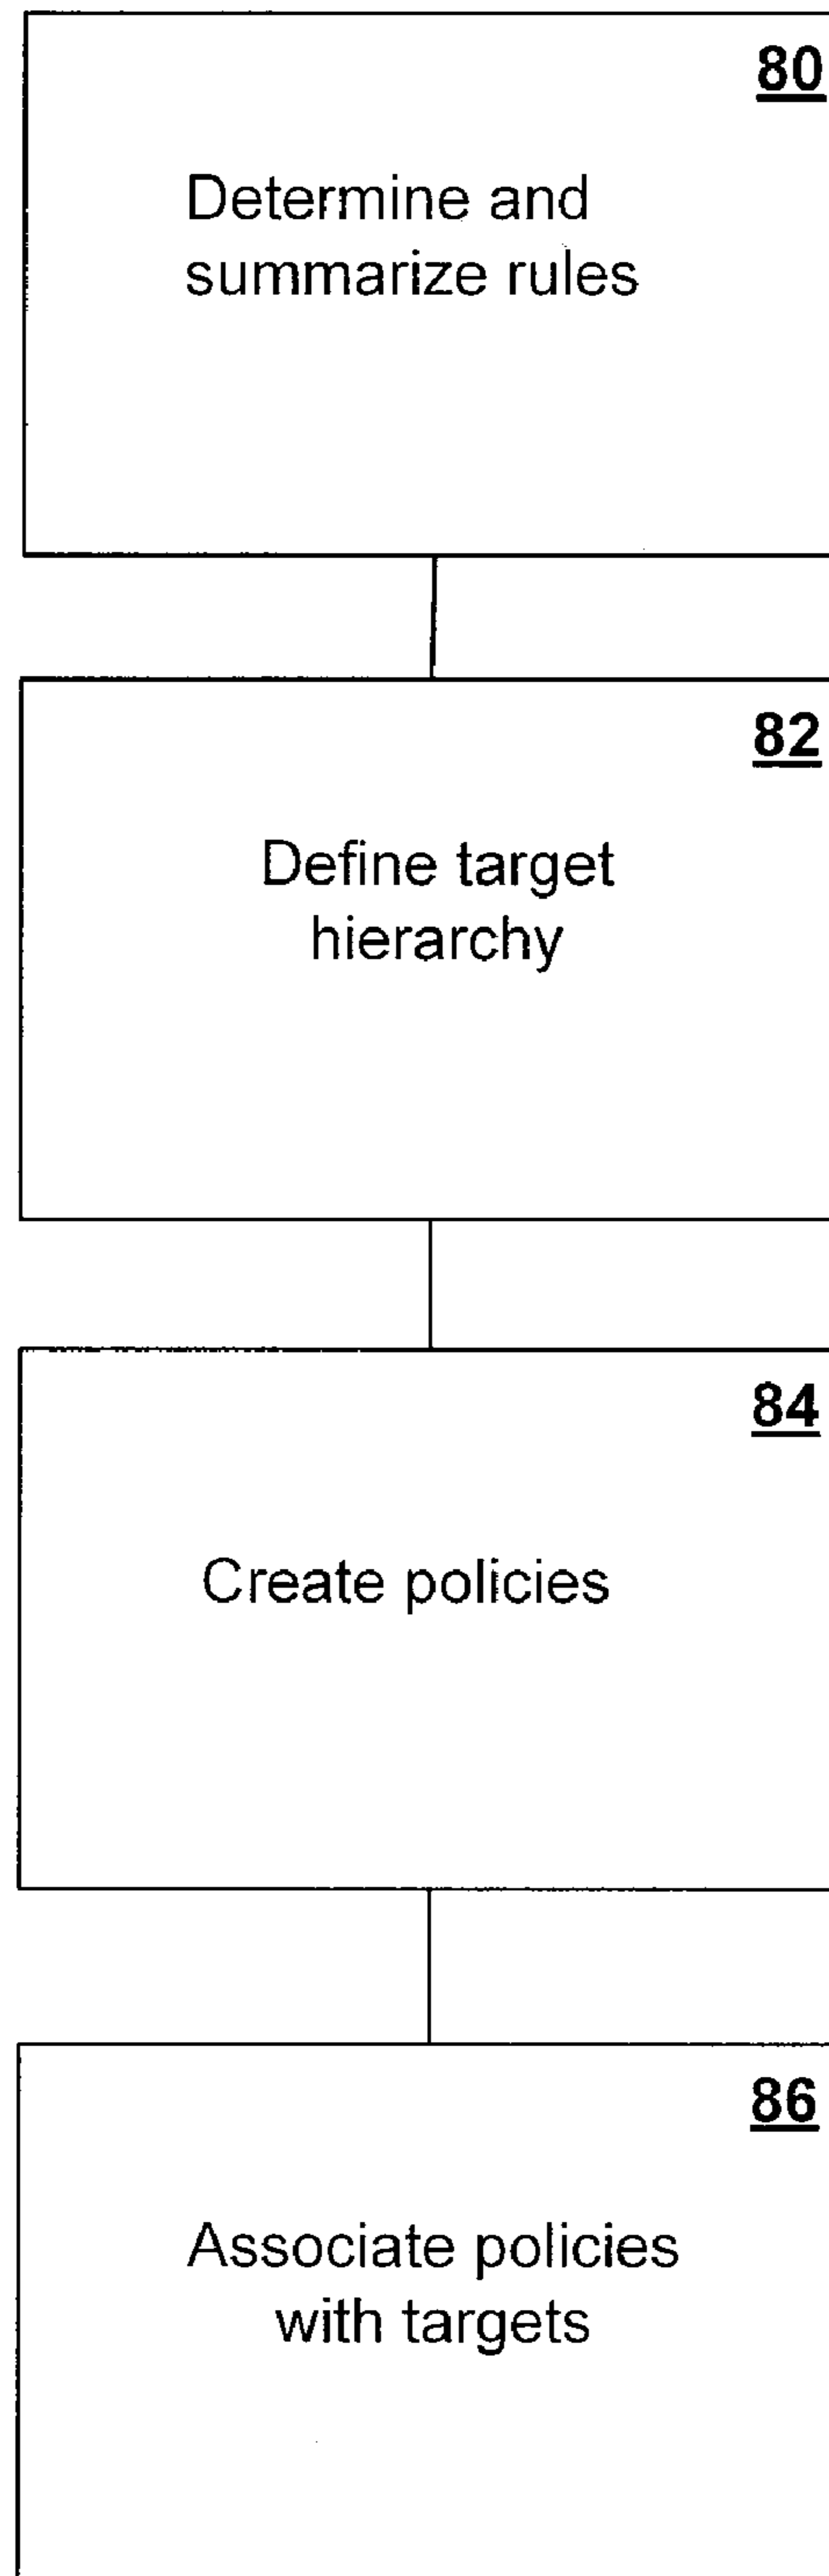 80
Determine and
summarize rules
82
Define target
hierarchy
84
Create policies
86
Associate policies
with targets